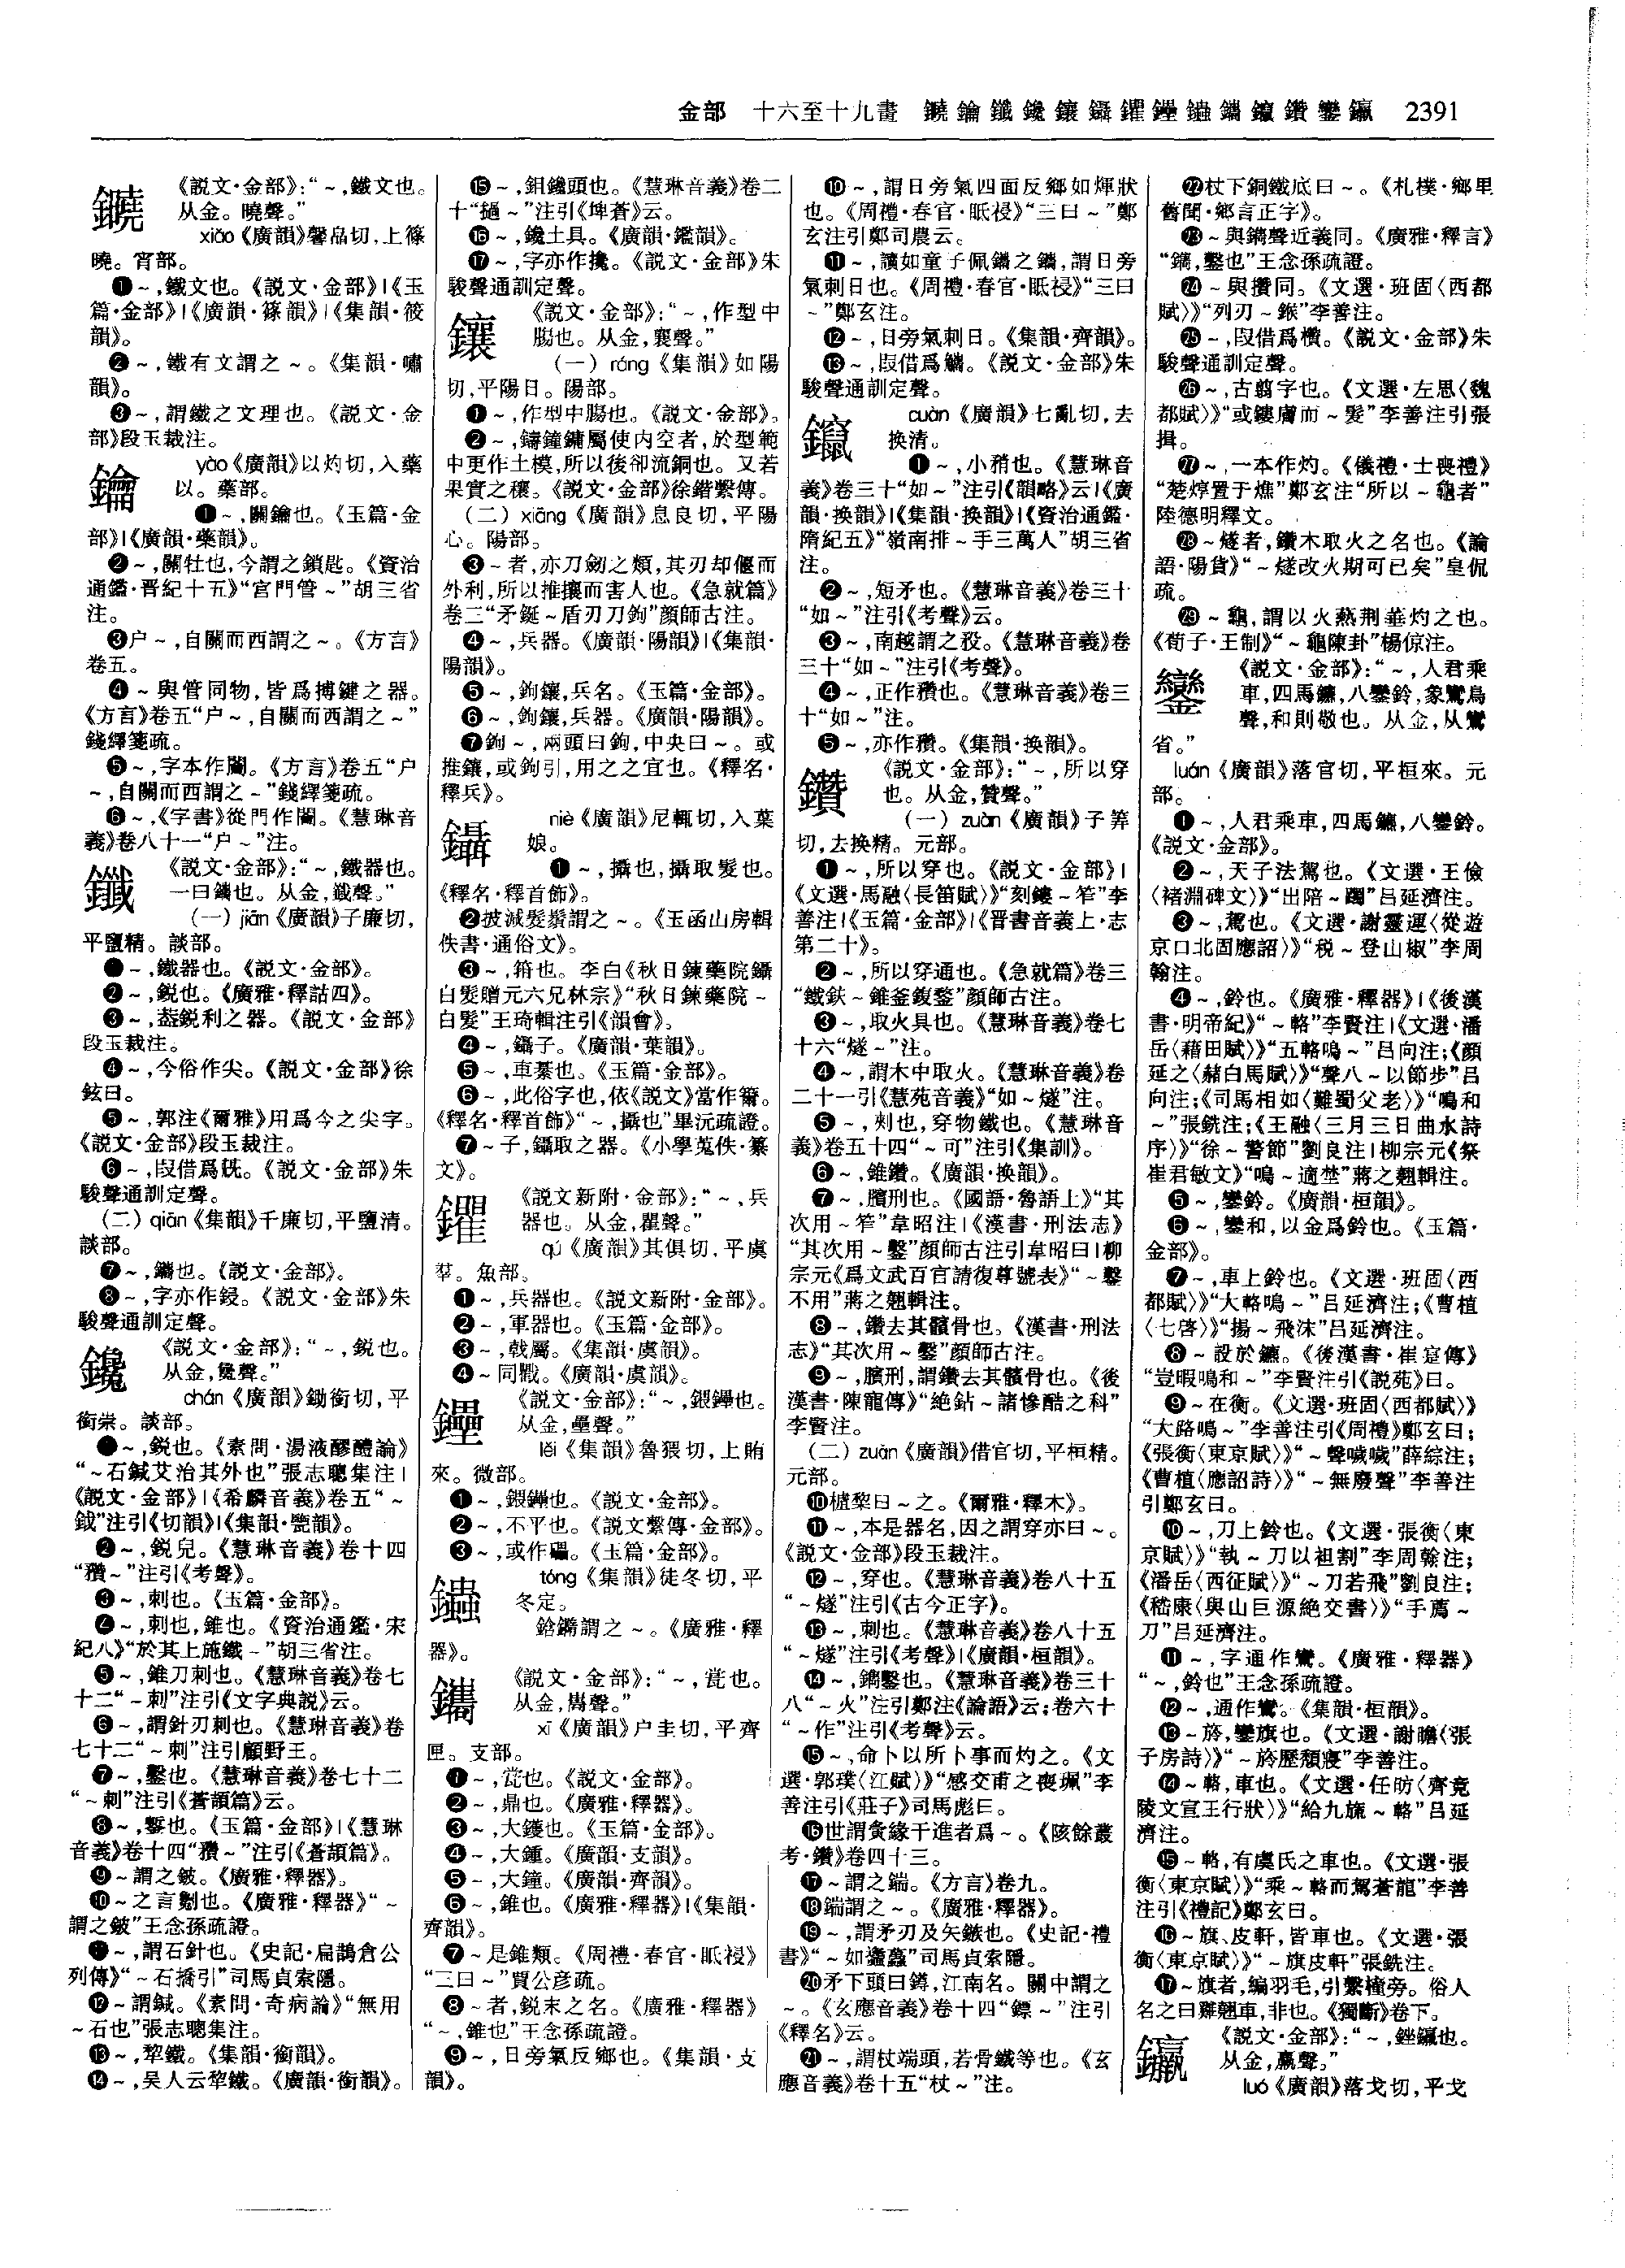 金部　十六至十九畫　鐃鑰鑯鑱鑲鑷鑺鑸鑉鑴鑹鑽鑾鑼　2391
《説文·金部》：“～，鐵文也。
从金。曉聲。”
xiǎo《廣韻》馨晶切，上篠
曉。宵部。
❶～，鐵文也。《説文·金部》|《玉
篇·金部》|《廣韻·篠韻》|《集韻·筱
韻》。
❷～，鐵有文謂之～。《集韻·嘯
韻》。
❸～，謂鐵之文理也。《説文·金
部》段玉裁注。
鑰
yào《廣韻》以灼切，入藥
以。藥部。
❶～，關鑰也。《玉篇·金
部》|《廣韻·藥韻》。
❷～，關牡也，今謂之鎖匙。《資治
通鑑·晋紀十五》“宫門管～”胡三省
注。
❸户～，自關而西謂之～。《方言》
卷五。
❹～與管同物，皆爲搏鍵之器。
《方言》卷五“户～，自關而西謂之～”
錢繹箋疏。
❺～，字本作闟。《方言》卷五“户
～，自關而西謂之～”錢繹箋疏。
❻～，《字書》從門作闟。《慧琳音
義》卷八十一“户～”注。
鑯
《説文·金部》：“～，鐵器也。
一曰鐫也。从金，韱聲。”
（一）jiān《廣韻》子廉切，
平鹽精。談部。
❶～，鐵器也。《説文·金部》。
❷～，鋭也。《廣雅·釋詁四》。
❸～，葢鋭利之器。《説文·金部》
段玉裁注。
❹～，今俗作尖。《説文·金部》徐
鉉曰。
❺～，郭注《爾雅》用爲今之尖字。
《説文·金部》段玉裁注。
❻～，叚借爲櫼。《説文·金部》朱
駿聲通訓定聲。
（二）qiān《集韻》千廉切，平鹽清。
談部。
❼～，鐫也。《説文·金部》。
❽～，字亦作鋟。《説文·金部》朱
駿聲通訓定聲。
鑱
《説文·金部》：“～，鋭也。
从金，毚聲。”
chán《廣韻》鋤銜切，平
銜崇。談部。
❶～，鋭也。《素問·湯液醪醴論》
“～石鍼艾治其外也”張志聰集注|
《説文·金部》|《希麟音義》卷五“～
鉞”注引《切韻》|《集韻·覱韻》。
❷～，鋭皃。《慧琳音義》卷十四
“䂎～”注引《考聲》。
❸～，刺也。《玉篇·金部》。
❹～，刺也，錐也。《資治通鑑·宋
紀八》“於其上施鐵～”胡三省注。
❺～，錐刀刺也。《慧琳音義》卷七
十二“～刺”注引《文字典説》云。
❻～，謂針刃刺也。《慧琳音義》卷
七十二“～刺”注引顧野王。
❼～，鑿也。《慧琳音義》卷七十二
“～刺”注引《蒼頡篇》云。
❽～，鏨也。《玉篇·金部》|《慧琳
音義》卷十四“䂎～”注引《蒼頡篇》。
❾～謂之鈹。《廣雅·釋器》。
❿～之言劖也。《廣雅·釋器》“～
謂之鈹”王念孫疏證。
⓫～，謂石針也。《史記·扁鵲倉公
列傳》“～石撟引”司馬貞索隱。
⓬～謂鍼。《素問·奇病論》“無用
～石也”張志聰集注。
⓭～，犂鐵。《集韻·銜韻》。
⓮～，吴人云犂鐵。《廣韻·銜韻》。
⓯～，鉏鐵頭也。《慧琳音義》卷二
十“撾～”注引《埤蒼》云。
⓰～，鑱土具。《廣韻·鑑韻》。
⓱～，字亦作攙。《説文·金部》朱
駿聲通訓定聲。
鑲
《説文·金部》：“～，作型中
腸也。从金，襄聲。”
（一）ráng《集韻》如陽
切，平陽日。陽部。
❶～，作型中腸也。《説文·金部》。
❷～，鑄鐘鏞屬使内空者，於型範
中更作土模，所以後卻流銅也。又若
果實之穰。《説文·金部》徐鍇繫傳。
（二）xiāng《廣韻》息良切，平陽
心。陽部。
❸～者，亦刀劒之類，其刃却偃而
外利，所以推攘而害人也。《急就篇》
卷三“矛鋋～盾刃刀鉤”顔師古注。
❹～，兵器。《廣韻·陽韻》|《集韻·
陽韻》。
❺～，鉤鑲，兵名。《玉篇·金部》。
❻～，鉤鑲，兵器。《廣韻·陽韻》。
❼鉤～，兩頭曰鉤，中央曰～。或
推鑲，或鉤引，用之之宜也。《釋名·
釋兵》。
鑷
niè《廣韻》尼輒切，入葉
娘。
❶～，攝也，攝取髮也。
《釋名·釋首飾》。
❷披減髮鬚謂之～。《玉函山房輯
佚書·通俗文》。
❸～，箝也。李白《秋日鍊藥院鑷
白髮贈元六兄林宗》“秋日鍊藥院～
白髮”王琦輯注引《韻會》。
❹～，鑷子。《廣韻·葉韻》。
❺～，車䡓。《玉篇·金部》。
❻～，此俗字也，依《説文》當作籋。
《釋名·釋首飾》“～，攝也”畢沅疏證。
❼～子，鑷取之器。《小學蒐佚·纂
文》。
鑺
《説文新附·金部》：“～，兵
器也。从金，瞿聲。”
qú《廣韻》其俱切，平虞
羣。魚部。
❶～，兵器也。《説文新附·金部》。
❷～，軍器也。《玉篇·金部》。
❸～，戟屬。《集韻·虞韻》。
❹～同戵。《廣韻·虞韻》。
鑸
《説文·金部》：“～，鍡鑸也。
从金，壘聲。”
lěi《集韻》魯猥切，上賄
來。微部。
❶～，鍡鑸也。《説文·金部》。
❷～，不平也。《説文繫傳·金部》。
❸～，或作礧。《玉篇·金部》。
tóng《集韻》徒冬切，平
冬定。
鉿鐊謂之～。《廣雅·釋
器》。
鑴
《説文·金部》：“～，瓽也。
从金，巂聲。”
xī《廣韻》户圭切，平齊
匣。支部。
❶～，瓽也。《説文·金部》。
❷～，鼎也。《廣雅·釋器》。
❸～，大鑊也。《玉篇·金部》。
❹～，大鍾。《廣韻·支韻》。
❺～，大鐘。《廣韻·齊韻》。
❻～，錐也。《廣雅·釋器》|《集韻·
齊韻》。
❼～是錐類。《周禮·春官·眡祲》
“三曰～”賈公彦疏。
❽～者，鋭末之名。《廣雅·釋器》
“～，錐也”王念孫疏證。
❾～，日旁氣反鄉也。《集韻·支
韻》。
❿～，謂日旁氣四面反鄉如煇狀
也。《周禮·春官·眡祲》“三曰～”鄭
玄注引鄭司農云。
⓫～，讀如童子佩鑴之鑴，謂日旁
氣刺日也。《周禮·春官·眡祲》“三曰
～”鄭玄注。
⓬～，日旁氣刺日。《集韻·齊韻》。
⓭～，叚借爲觿。《説文·金部》朱
駿聲通訓定聲。
鑹
cuàn《廣韻》七亂切，去
换清。
❶～，小矟也。《慧琳音
義》卷三十“如～”注引《韻略》云|《廣
韻·换韻》|《集韻·换韻》|《資治通鑑·
隋紀五》“嶺南排～手三萬人”胡三省
注。
❷～，短矛也。《慧琳音義》卷三十
“如～”注引《考聲》云。
❸～，南越謂之殺。《慧琳音義》卷
三十“如～”注引《考聲》。
❹～，正作䂎也。《慧琳音義》卷三
十“如～”注。
❺～，亦作䂎。《集韻·换韻》。
鑽
《説文·金部》：“～，所以穿
也。从金，贊聲。”
（一）zuàn《廣韻》子筭
切，去换精。元部。
❶～，所以穿也。《説文·金部》|
《文選·馬融〈長笛賦〉》“刻鏤～笮”李
善注|《玉篇·金部》|《晋書音義上·志
第二十》。
❷～，所以穿通也。《急就篇》卷三
“鐵鈇～錐釜鍑鍪”顔師古注。
❸～，取火具也。《慧琳音義》卷七
十六“燧～”注。
❹～，謂木中取火。《慧琳音義》卷
二十一引《慧苑音義》“如～燧”注。
❺～，刺也，穿物鐵也。《慧琳音
義》卷五十四“～可”注引《集訓》。
❻～，錐鑽。《廣韻·换韻》。
❼～，臏刑也。《國語·魯語上》“其
次用～笮”韋昭注|《漢書·刑法志》
“其次用～鑿”顔師古注引韋昭曰|柳
宗元《爲文武百官請復尊號表》“～鑿
不用”蔣之翹輯注。
❽～，鑽去其髕骨也。《漢書·刑法
志》“其次用～鑿”顔師古注。
❾～，臏刑，謂鑽去其髕骨也。《後
漢書·陳寵傳》“絶鉆～諸慘酷之科”
李賢注。
（二）zuān《廣韻》借官切，平桓精。
元部。
❿樝棃曰～之。《爾雅·釋木》。
⓫～，本是器名，因之謂穿亦曰～。
《説文·金部》段玉裁注。
⓬～，穿也。《慧琳音義》卷八十五
“～燧”注引《古今正字》。
⓭～，刺也。《慧琳音義》卷八十五
“～燧”注引《考聲》|《廣韻·桓韻》。
⓮～，鐫鑿也。《慧琳音義》卷三十
八“～火”注引鄭注《論語》云；卷六十
“～作”注引《考聲》云。
⓯～，命卜以所卜事而灼之。《文
選·郭璞〈江賦〉》“感交甫之喪珮”李
善注引《莊子》司馬彪曰。
⓰世謂夤緣干進者爲～。《陔餘叢
考·鑽》卷四十三。
⓱～謂之鍴。《方言》卷九。
⓲鍴謂之～。《廣雅·釋器》。
⓳～，謂矛刃及矢鏃也。《史記·禮
書》“～如蠭蠆”司馬貞索隱。
⓴矛下頭曰鐏，江南名。關中謂之
～。《玄應音義》卷十四“鏢～”注引
《釋名》云。
㉑～，謂杖端頭，若骨鐵等也。《玄
應音義》卷十五“杖～”注。
㉒杖下銅鐵底曰～。《札樸·鄉里
舊聞·鄉言正字》。
㉓～與鐫聲近義同。《廣雅·釋言》
“鐫，鑿也”王念孫疏證。
㉔～與攢同。《文選·班固〈西都
賦〉》“列刃～鍭”李善注。
㉕～，叚借爲欑。《説文·金部》朱
駿聲通訓定聲。
㉖～，古翦字也。《文選·左思〈魏
都賦〉》“或鏤膚而～髮”李善注引張
揖。
㉗～，一本作灼。《儀禮·士喪禮》
“楚焞置于燋”鄭玄注“所以～龜者”
陸德明釋文。
㉘～燧者，鑽木取火之名也。《論
語·陽貨》“～燧改火期可已矣”皇侃
疏。
㉙～龜，謂以火爇荆菙灼之也。
《荀子·王制》“～龜陳卦”楊倞注。
鑾
《説文·金部》：“～，人君乘
車，四馬鑣，八鑾鈴，象鸞鳥
聲，和則敬也。从金，从鸞
省。”
luán《廣韻》落官切，平桓來。元
部。
❶～，人君乘車，四馬鑣，八鑾鈴。
《説文·金部》。
❷～，天子法駕也。《文選·王儉
〈褚淵碑文〉》“出陪～躅”吕延濟注。
❸～，駕也。《文選·謝靈運〈從遊
京口北固應詔〉》“税～登山椒”李周
翰注。
❹～，鈴也。《廣雅·釋器》|《後漢
書·明帝紀》“～輅”李賢注|《文選·潘
岳〈藉田賦〉》“五輅鳴～”吕向注；《顔
延之〈赭白馬賦〉》“聲八～以節步”吕
向注；《司馬相如〈難蜀父老〉》“鳴和
～”張銑注；《王融〈三月三日曲水詩
序〉》“徐～警節”劉良注|柳宗元《祭
崔君敏文》“鳴～適埜”蔣之翹輯注。
❺～，鑾鈴。《廣韻·桓韻》。
❻～，鑾和，以金爲鈴也。《玉篇·
金部》。
❼～，車上鈴也。《文選·班固〈西
都賦〉》“大輅鳴～”吕延濟注；《曹植
〈七啓〉》“揚～飛沫”吕延濟注。
❽～設於鑣。《後漢書·崔寔傳》
“豈暇鳴和～”李賢注引《説苑》曰。
❾～在衡。《文選·班固〈西都賦〉》
“大路鳴～”李善注引《周禮》鄭玄曰；
《張衡〈東京賦〉》“～聲噦噦”薛綜注；
《曹植〈應詔詩〉》“～無廢聲”李善注
引鄭玄曰。
❿～，刀上鈴也。《文選·張衡〈東
京賦〉》“執～刀以袒割”李周翰注；
《潘岳〈西征賦〉》“～刀若飛”劉良注；
《嵇康〈與山巨源絶交書〉》“手薦～
刀”吕延濟注。
⓫～，字通作鸞。《廣雅·釋器》
“～，鈴也”王念孫疏證。
⓬～，通作鸞。《集韻·桓韻》。
⓭～旂，鑾旗也。《文選·謝瞻〈張
子房詩〉》“～旂歷頽寢”李善注。
⓮～輅，車也。《文選·任昉〈齊竟
陵文宣王行狀〉》“給九旒～輅”吕延
濟注。
⓯～輅，有虞氏之車也。《文選·張
衡〈東京賦〉》“乘～輅而駕蒼龍”李善
注引《禮記》鄭玄曰。
⓰～旗、皮軒，皆車也。《文選·張
衡〈東京賦〉》“～旗皮軒”張銑注。
⓱～旗者，編羽毛，引繫橦旁。俗人
名之曰雞翹車，非也。《獨斷》卷下。
《説文·金部》：“～，銼鑼也。
从金，羸聲。”
luó《廣韻》落戈切，平戈